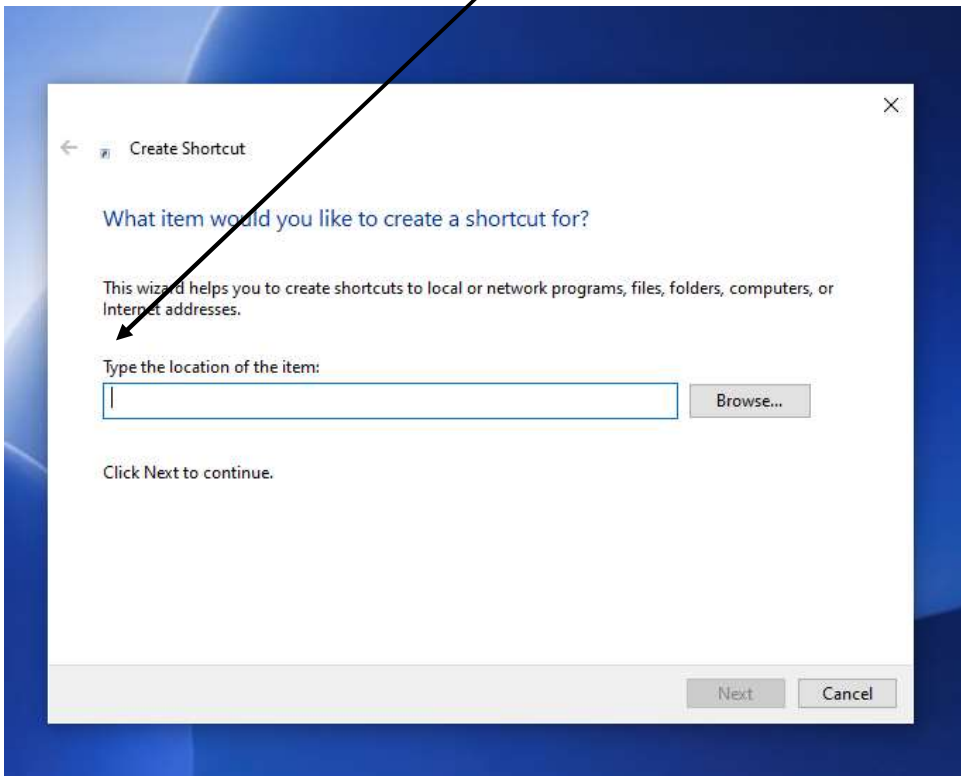 Create Shortcut
What item would you like to create a shortcut for?
This wizard helps you to create shortcuts to local or network programs, files, folders, computers, or
Internet addresses.
Type the location of the item:
Browse...
Click Next to continue.
Next
Cancel